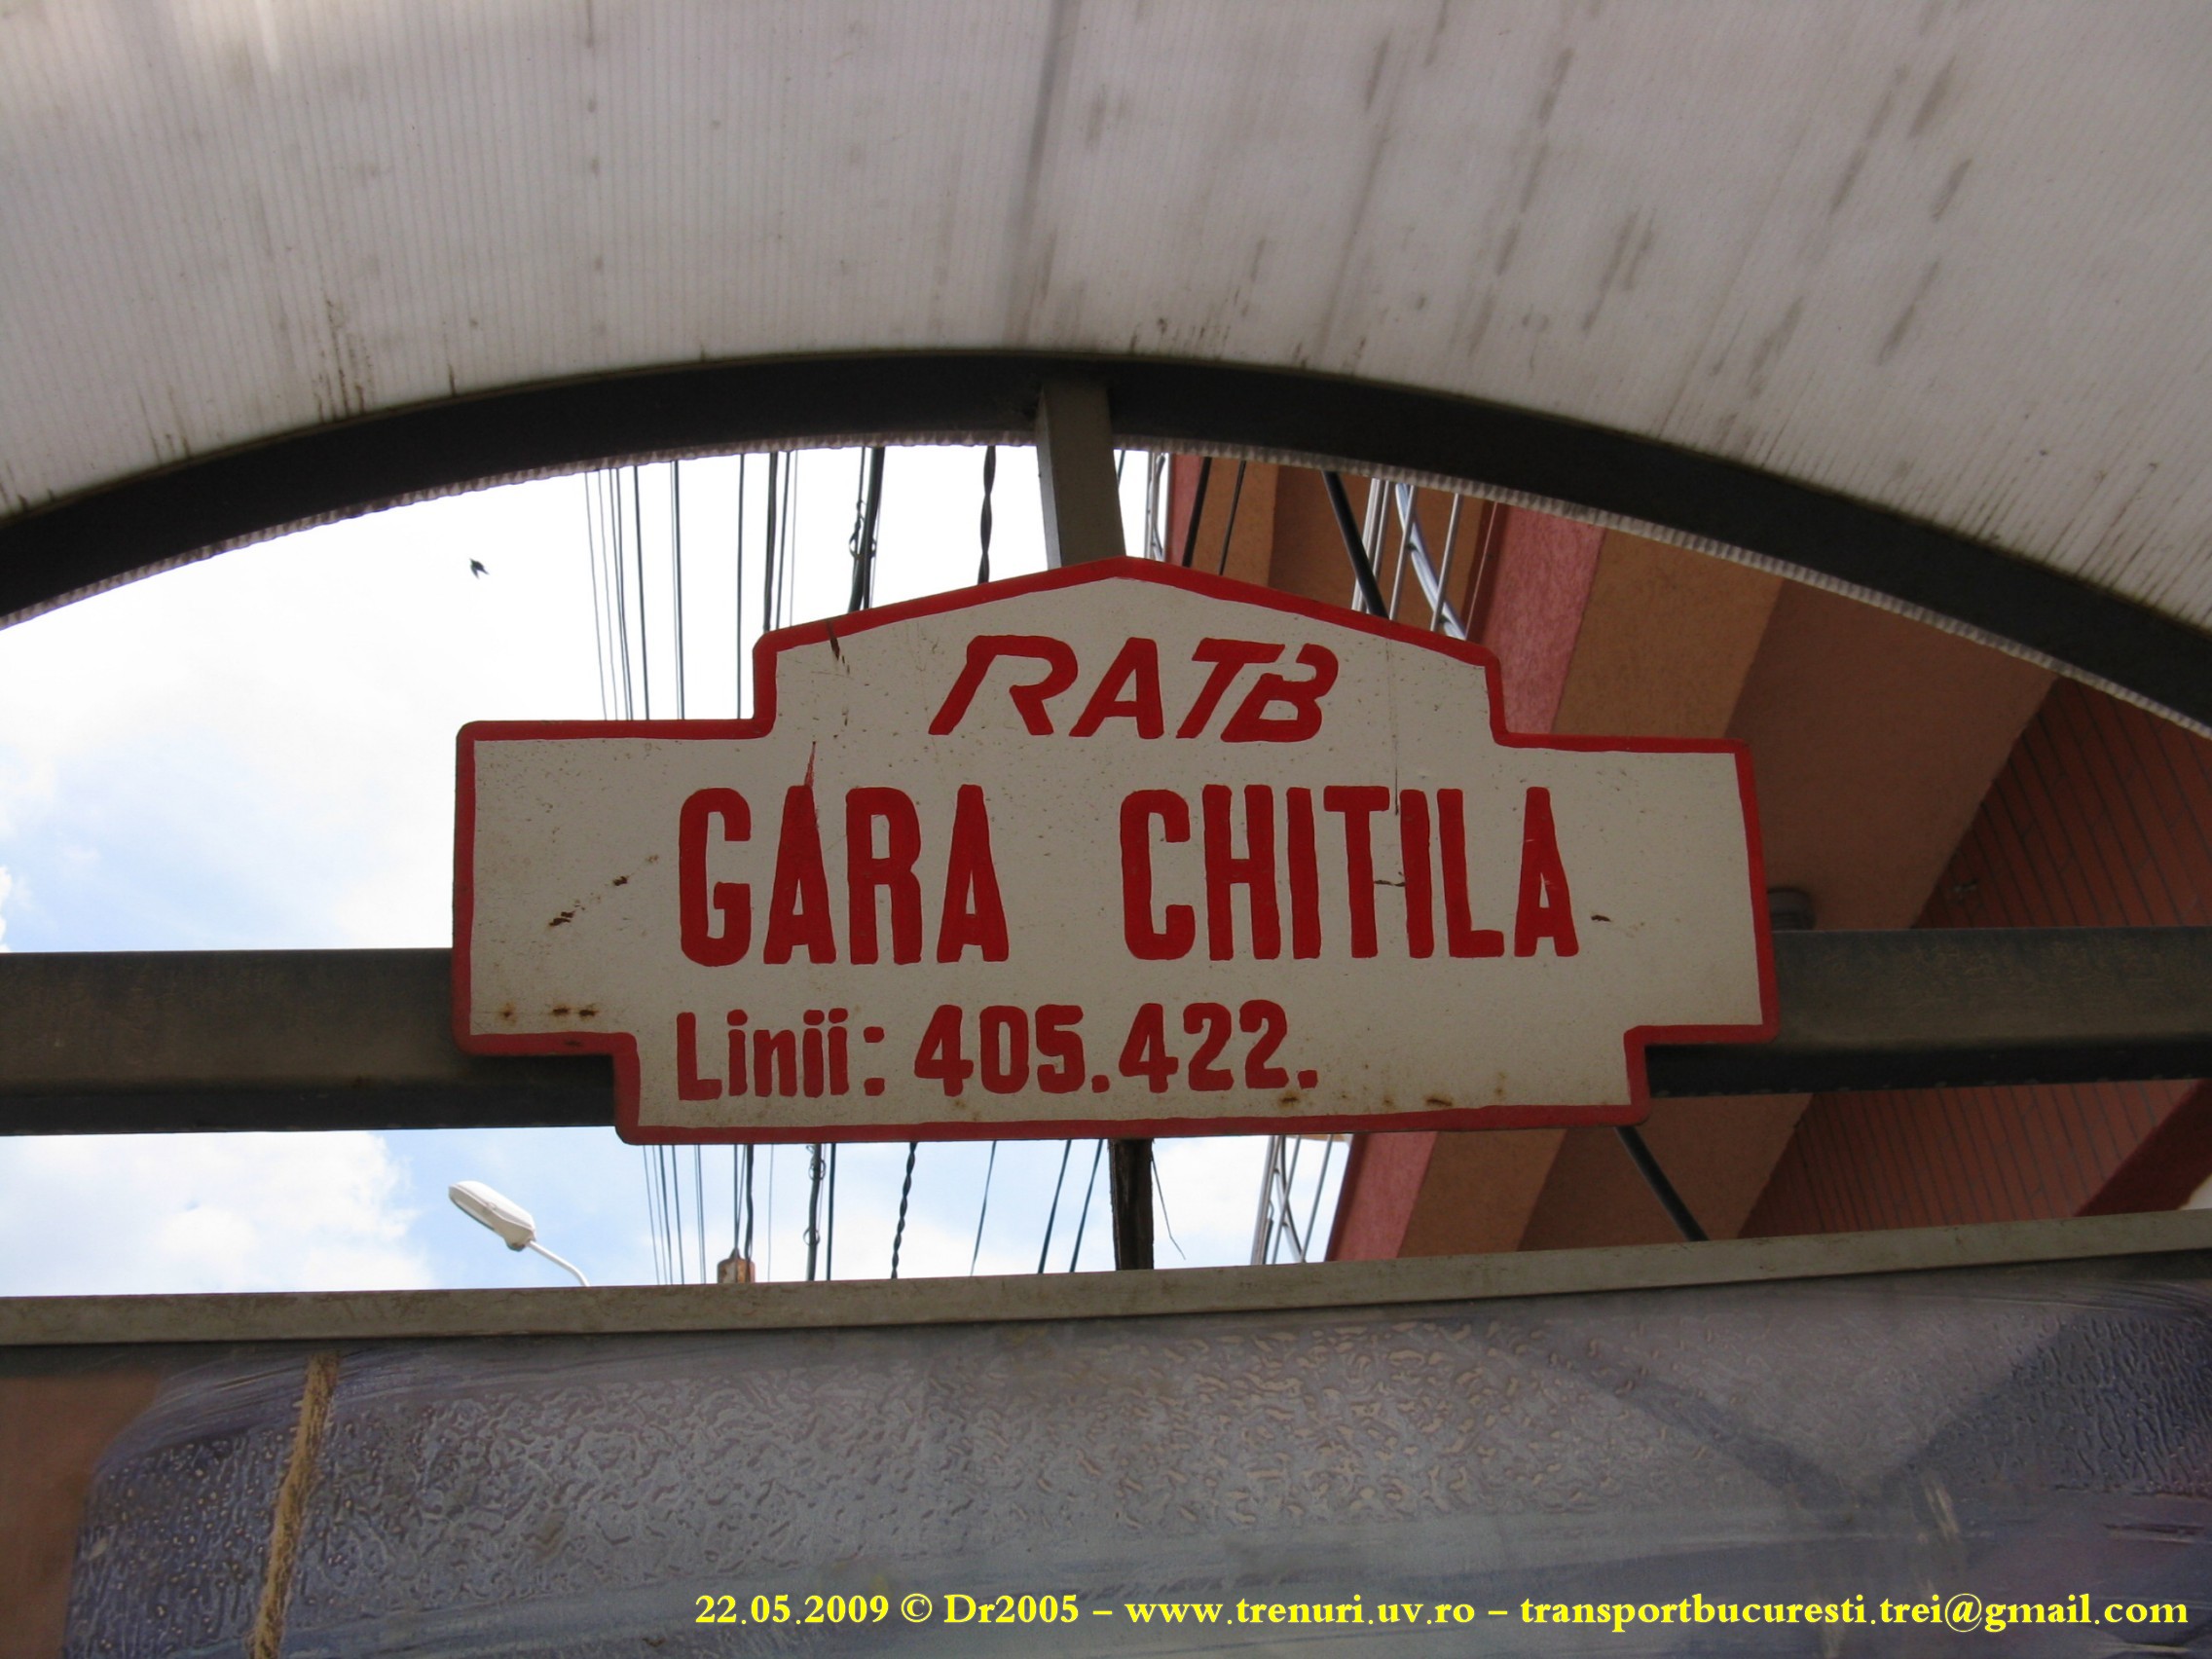 RATB
GARA CHITILA
Linii: 405.422.
22.05.2009 © Dr2005 – www.trenuri.uv.ro – transportbucuresti.trei@gmail.com